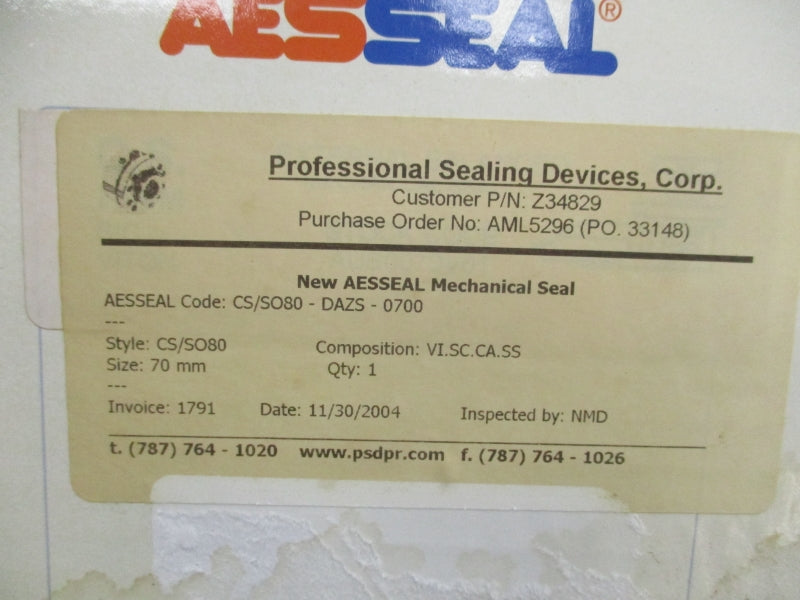 AESSEAL®
Professional Sealing Devices, Corp.
Customer P/N: Z34829
Purchase Order No: AML5296 (PO. 33148)
New AESSEAL Mechanical Seal
AESSEAL Code: CS/SO80 - DAZS - 0700
---
Style: CS/SO80 Composition: VI.SC.CA.SS
Size: 70 mm Qty: 1
---
Invoice: 1791 Date: 11/30/2004 Inspected by: NMD
t. (787) 764 - 1020 www.psdpr.com f. (787) 764 - 1026